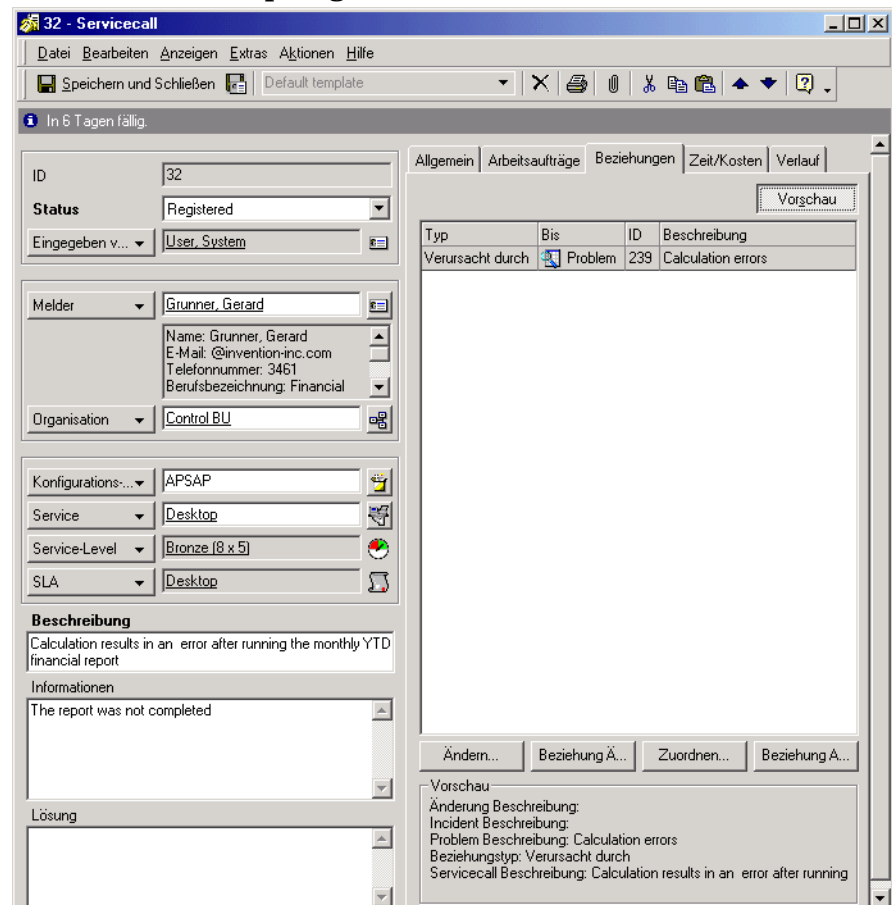 32 - Servicecall
Datei Bearbeiten Anzeigen Extras Aktionen Hilfe
Speichern und Schließen Default template
In 6 Tagen fällig.
ID 32
Status Registered
Eingegeben v... User, System
Melder Grunner, Gerard
Name: Grunner, Gerard
E-Mail: @invention-inc.com
Telefonnummer: 3461
Berufsbezeichnung: Financial
Organisation Control BU
Konfigurations-... APSAP
Service Desktop
Service-Level Bronze (8 x 5)
SLA Desktop
Beschreibung
Calculation results in an error after running the monthly YTD
financial report
Informationen
The report was not completed
Lösung
Allgemein Arbeitsaufträge Beziehungen Zeit/Kosten Verlauf
Vorschau
Typ Bis ID Beschreibung
Verursacht durch Problem 239 Calculation errors
Ändern... Beziehung Ä... Zuordnen... Beziehung A...
Vorschau
Änderung Beschreibung:
Incident Beschreibung:
Problem Beschreibung: Calculation errors
Beziehungstyp: Verursacht durch
Servicecall Beschreibung: Calculation results in an error after running